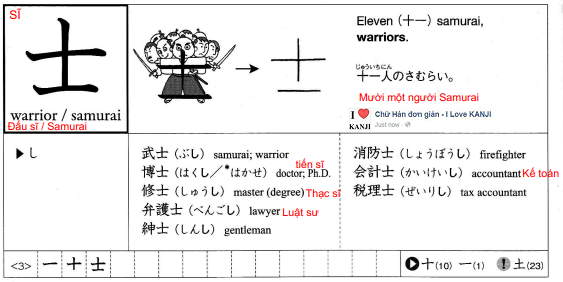 SĨ
士
warrior / samurai
Đấu sĩ / Samurai
Eleven (十一) samurai,
warriors.
じゅういちにん
十一人のさむらい。
Mười một người Samurai
I ❤ KANJI
Chữ Hán đơn giản - I Love KANJI
Just now
▶ し
武士 (ぶし) samurai; warrior
tiến sĩ
博士 (はくし／*はかせ) doctor; Ph.D.
修士 (しゅうし) master (degree) Thạc sĩ
弁護士 (べんごし) lawyer Luật sư
紳士 (しんし) gentleman
消防士 (しょうぼうし) firefighter
会計士 (かいけいし) accountant Kế toán
税理士 (ぜいりし) tax accountant
<3> 一 十 士
▶ 十(10) 一(1) ! 土(23)